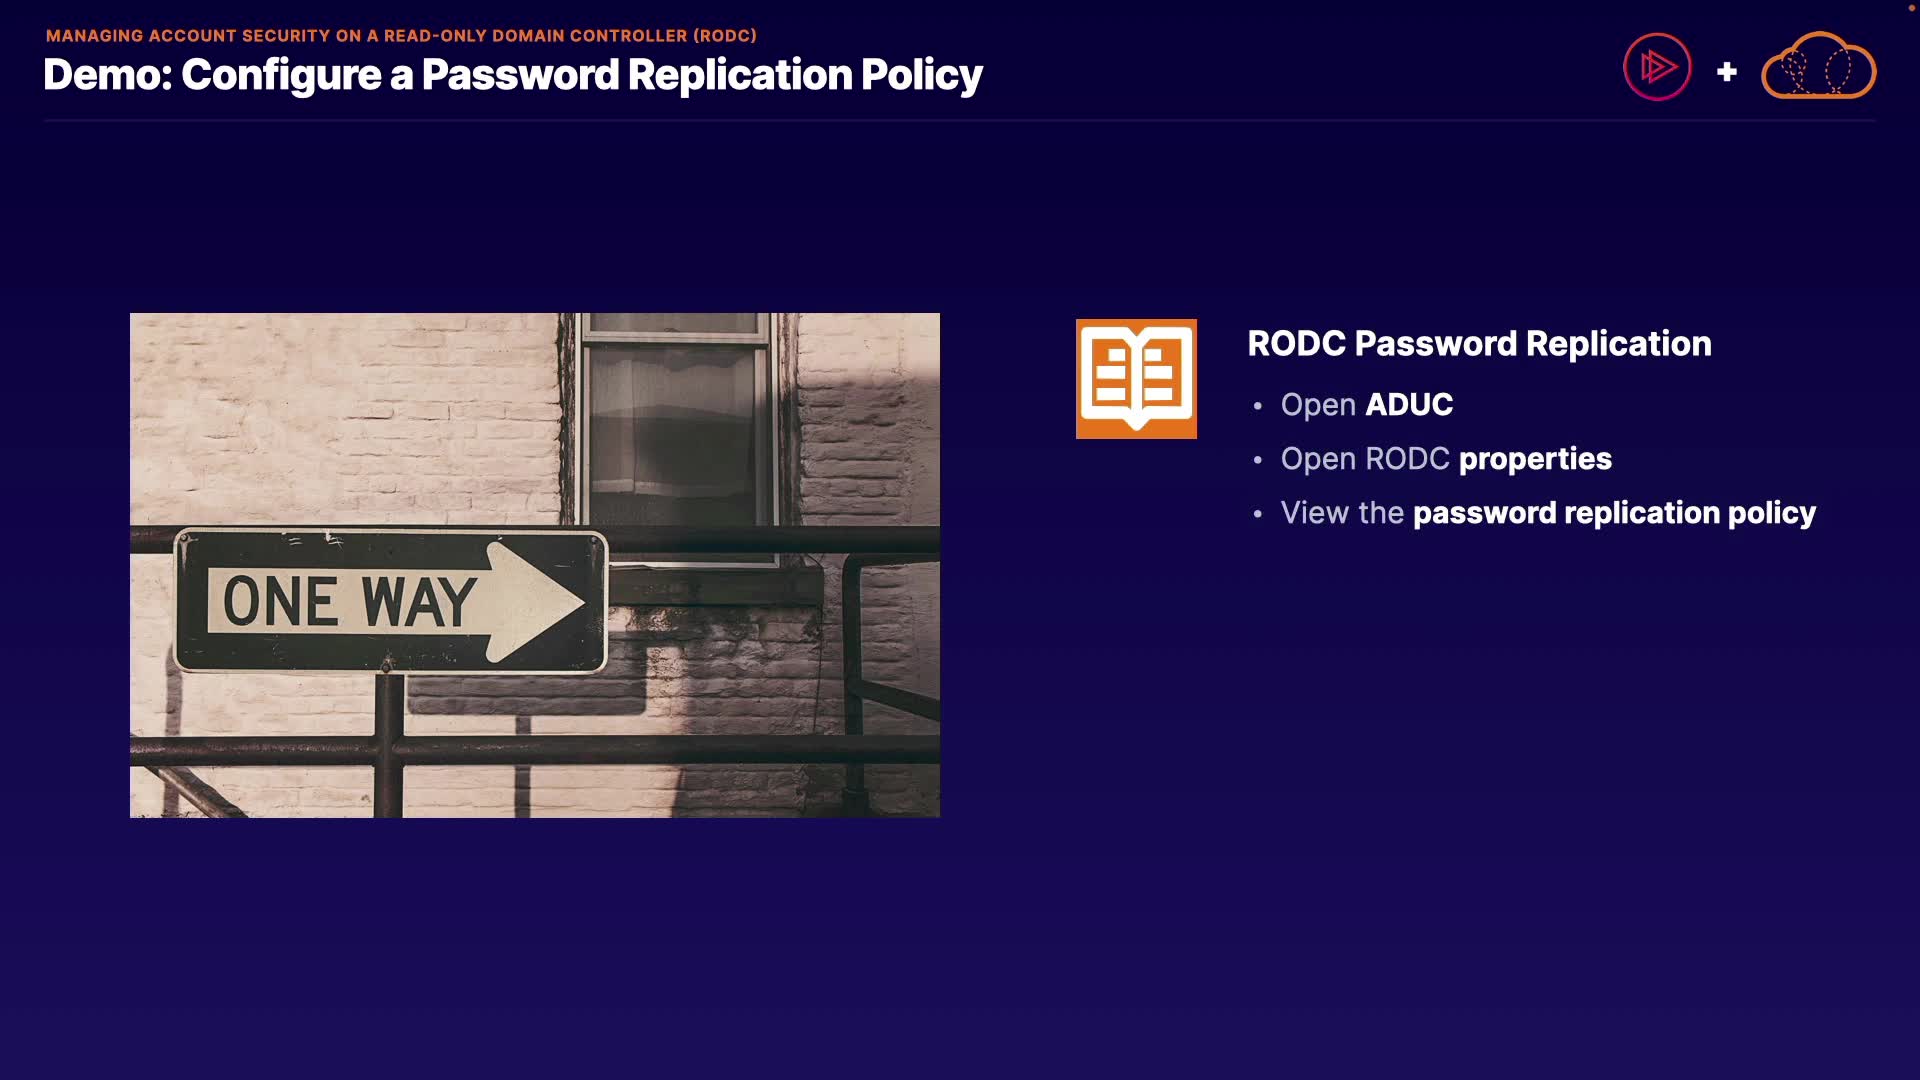 MANAGING ACCOUNT SECURITY ON A READ-ONLY DOMAIN CONTROLLER (RODC)
Demo: Configure a Password Replication Policy
ONE WAY
RODC Password Replication
• Open ADUC
• Open RODC properties
• View the password replication policy